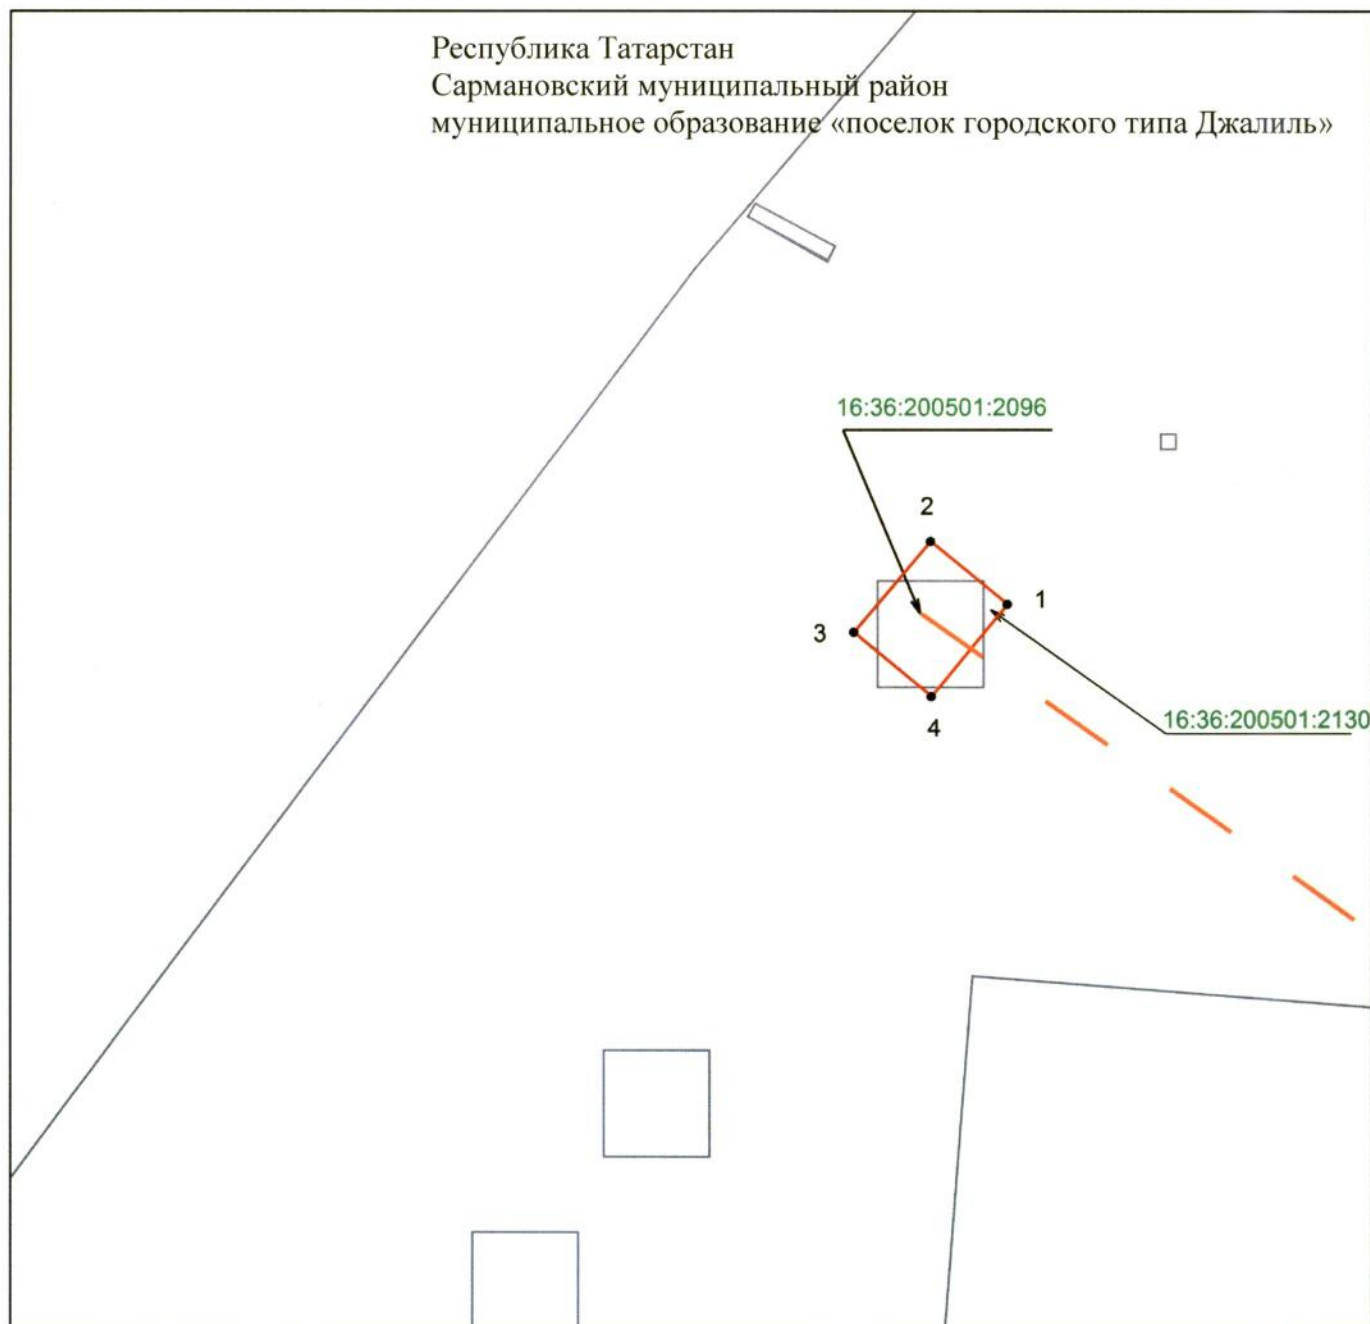 Республика Татарстан
Сармановский муниципальный район
муниципальное образование «поселок городского типа Джалиль»
16:36:200501:2096
2
1
3
16:36:200501:2130
4